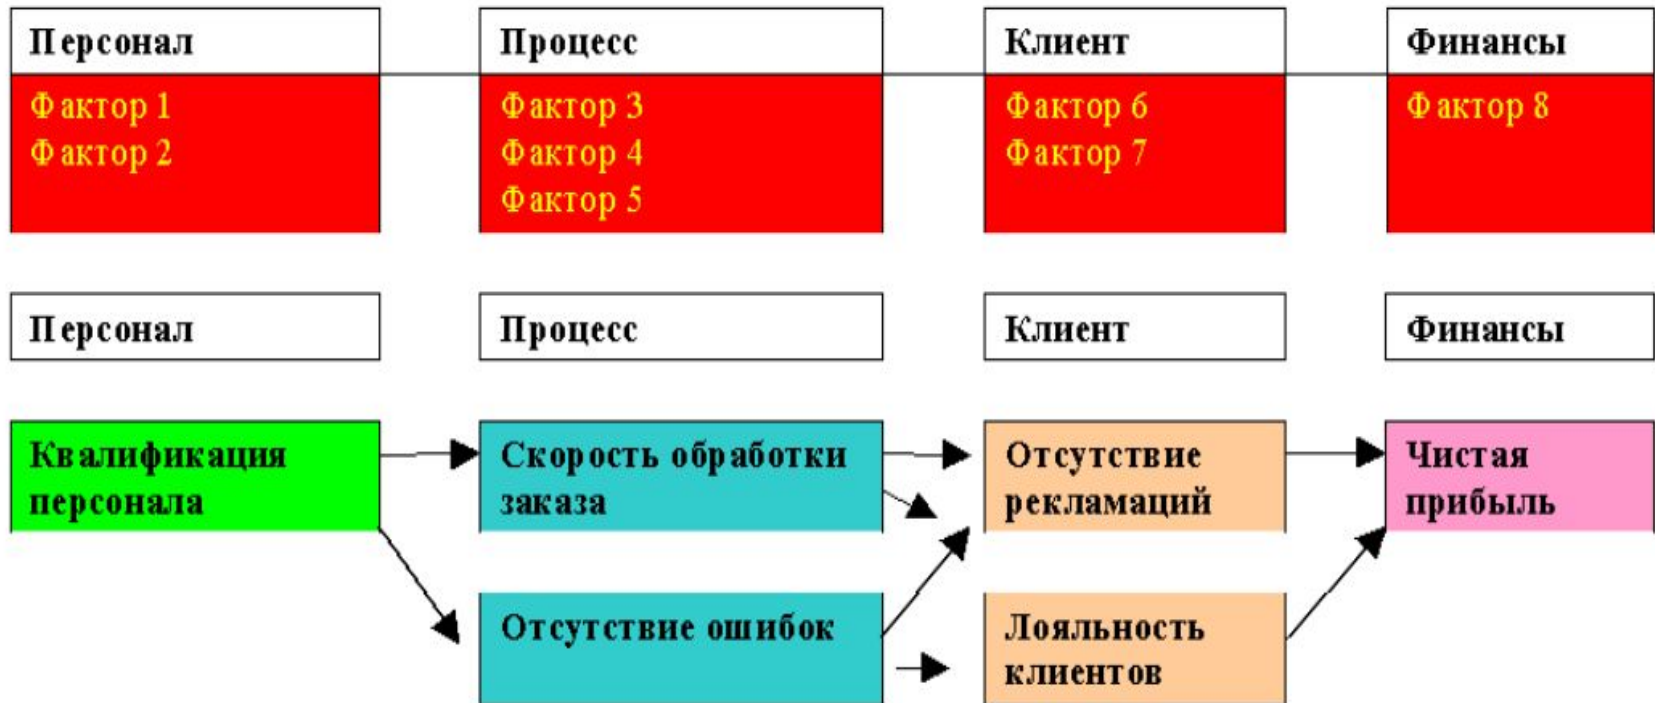 Персонал
Процесс
Клиент
Финансы
Фактор 1
Фактор 2
Фактор 3
Фактор 4
Фактор 5
Фактор 6
Фактор 7
Фактор 8
Персонал
Процесс
Клиент
Финансы
Квалификация
персонала
Скорость обработки
заказа
Отсутствие
рекламаций
Чистая
прибыль
Отсутствие ошибок
Лояльность
клиентов